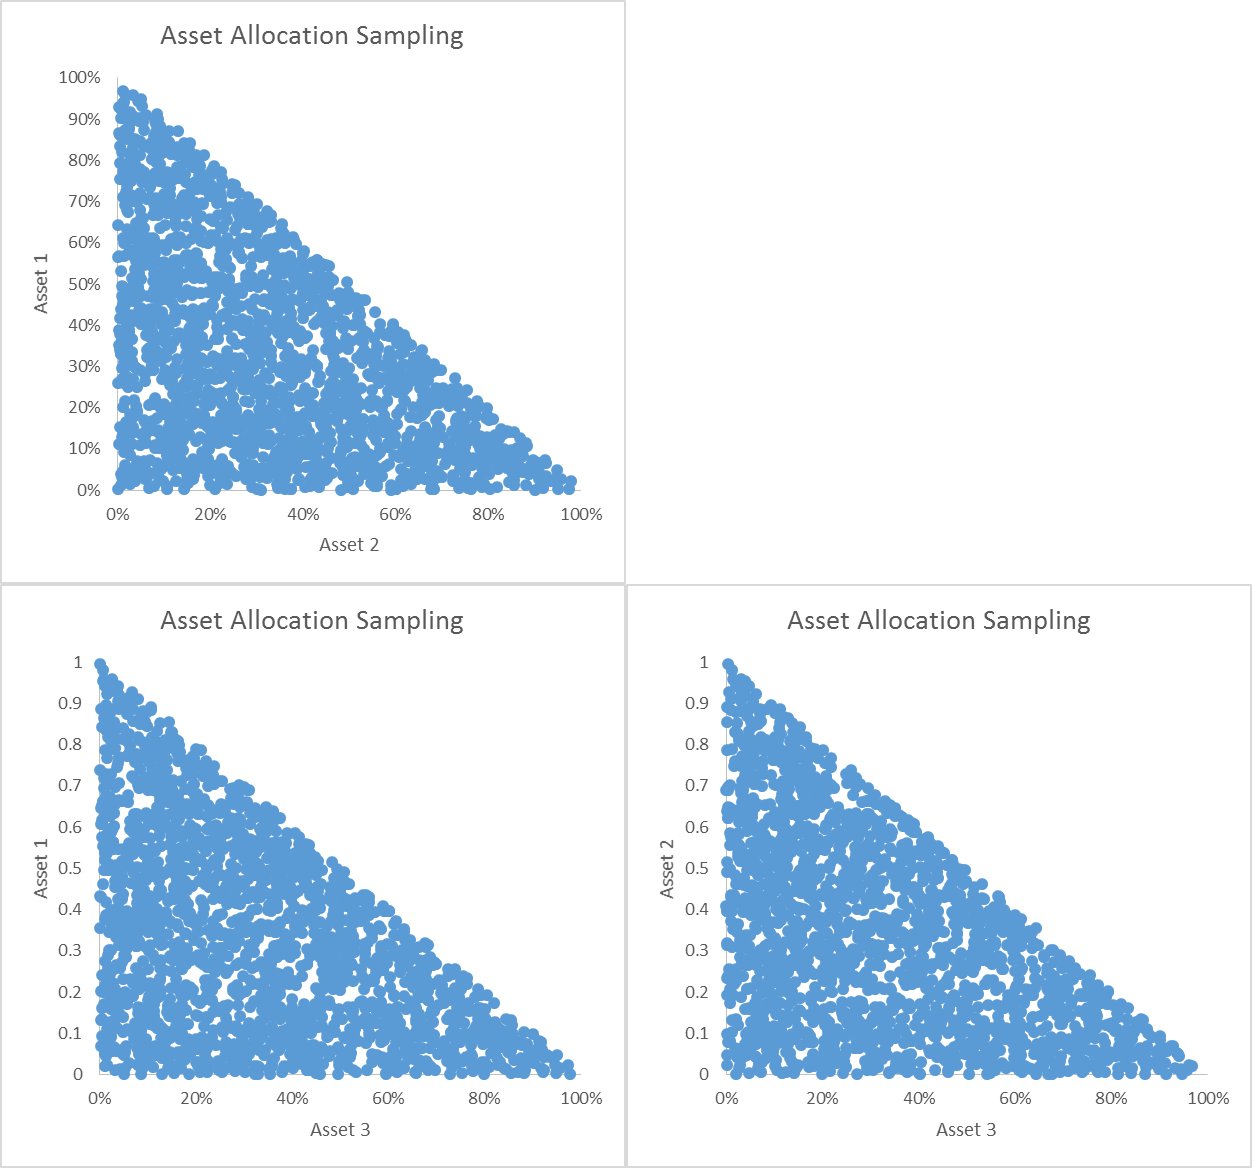 Asset Allocation Sampling
100%
90%
80%
70%
60%
50%
40%
30%
20%
10%
0%
Asset 1
0% 20% 40% 60% 80% 100%
Asset 2
Asset Allocation Sampling
1
0.9
0.8
0.7
0.6
0.5
0.4
0.3
0.2
0.1
0
Asset 1
0% 20% 40% 60% 80% 100%
Asset 3
Asset Allocation Sampling
1
0.9
0.8
0.7
0.6
0.5
0.4
0.3
0.2
0.1
0
Asset 2
0% 20% 40% 60% 80% 100%
Asset 3